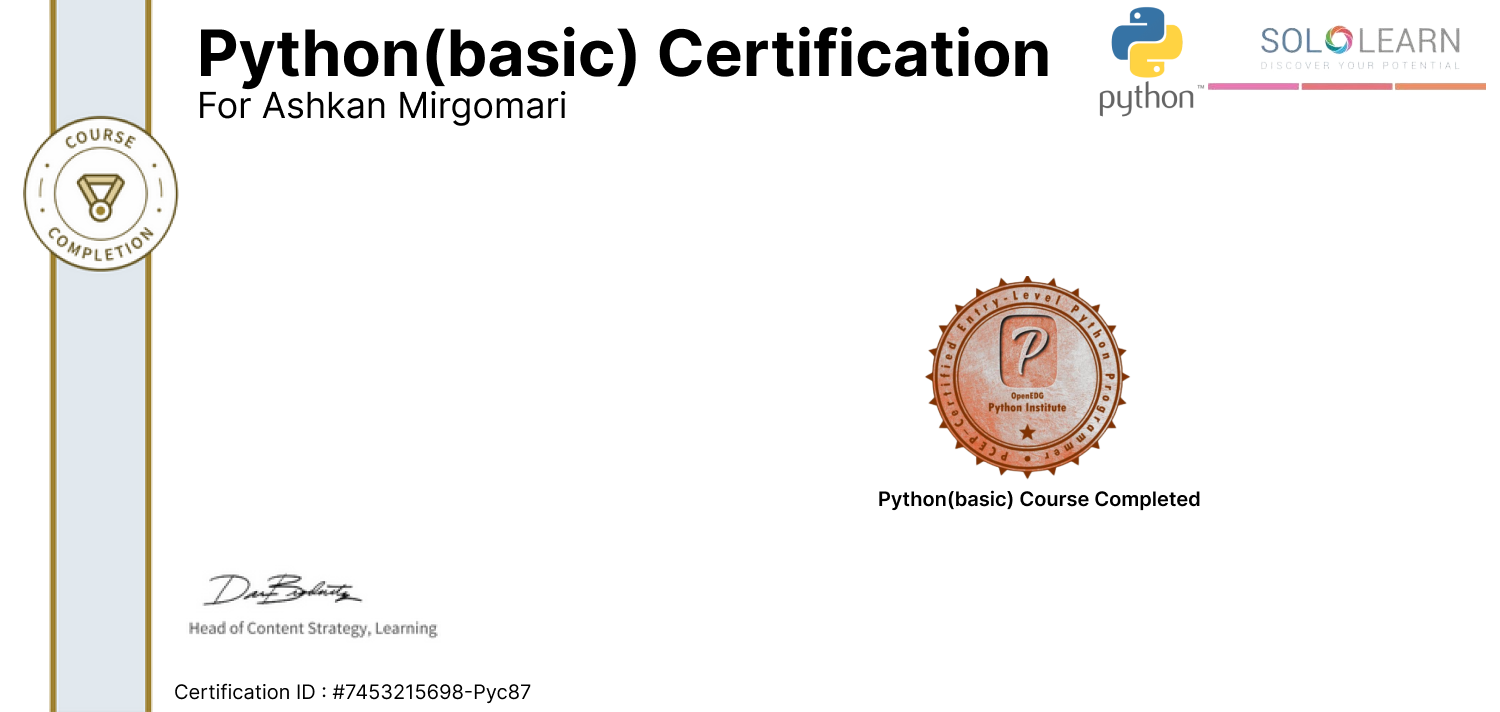 Python(basic) Certification
For Ashkan Mirgomari
python™
SOLOLEARN
DISCOVER YOUR POTENTIAL
COURSE
COMPLETION
PCEP-Certified Entry-Level Python Programmer
P
OpenEDG
Python Institute
Python(basic) Course Completed
Head of Content Strategy, Learning
Certification ID : #7453215698-Pyc87